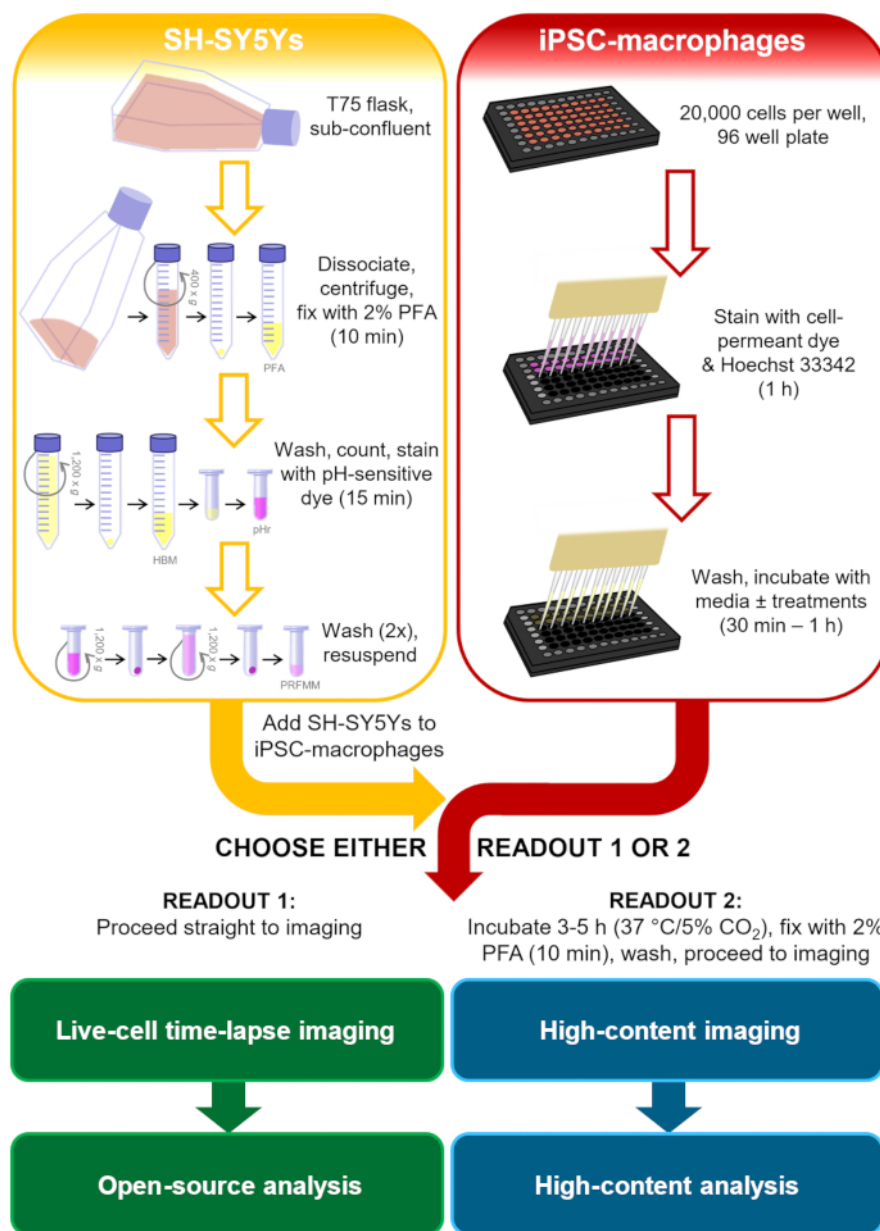 SH-SY5Ys
T75 flask,
sub-confluent
400 x g
Dissociate,
centrifuge,
fix with 2% PFA
(10 min)
PFA
1,200 x g
Wash, count, stain
with pH-sensitive
dye (15 min)
HBM
pHr
1,200 x g
1,200 x g
Wash (2x),
resuspend
PRFMM
iPSC-macrophages
20,000 cells per well,
96 well plate
Stain with cell-
permeant dye
& Hoechst 33342
(1 h)
Wash, incubate with
media ± treatments
(30 min – 1 h)
Add SH-SY5Ys to
iPSC-macrophages
CHOOSE EITHER READOUT 1 OR 2
READOUT 1:
Proceed straight to imaging
READOUT 2:
Incubate 3-5 h (37 °C/5% CO₂), fix with 2%
PFA (10 min), wash, proceed to imaging
Live-cell time-lapse imaging
Open-source analysis
High-content imaging
High-content analysis